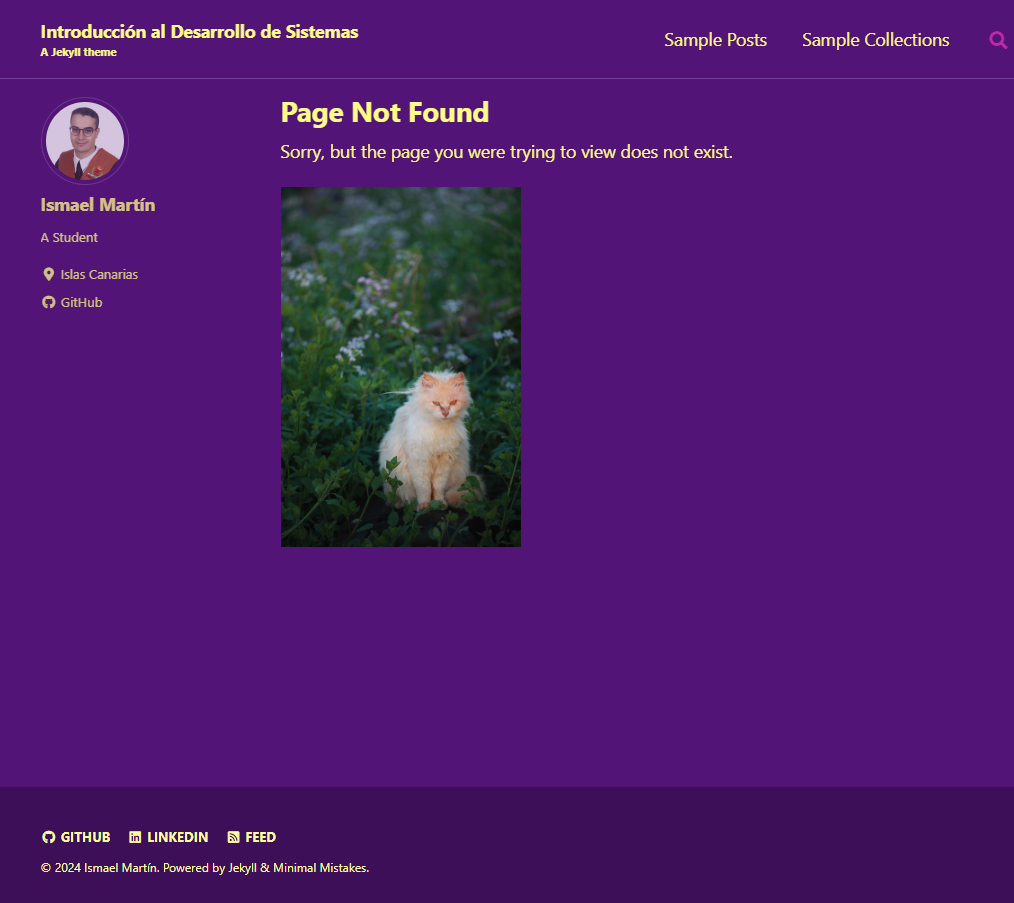 Introducción al Desarrollo de Sistemas
A Jekyll theme
Sample Posts Sample Collections
Page Not Found
Sorry, but the page you were trying to view does not exist.
Ismael Martín
A Student
Islas Canarias
GitHub
GITHUB LINKEDIN FEED
© 2024 Ismael Martín. Powered by Jekyll & Minimal Mistakes.